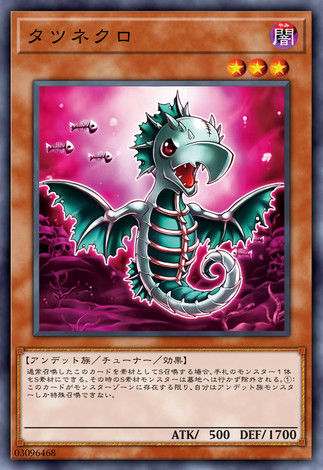 タツネクロ
やみ
闇
【アンデット族／チューナー／効果】
通常召喚したこのカードを素材としてS召喚する場合、手札のモンスター１体
もS素材にできる。その時のS素材モンスターは墓地へは行かず除外される。①：
このカードがモンスターゾーンに存在する限り、自分はアンデット族モンスタ
ーしか特殊召喚できない。
ATK/ 500 DEF/1700
03096468